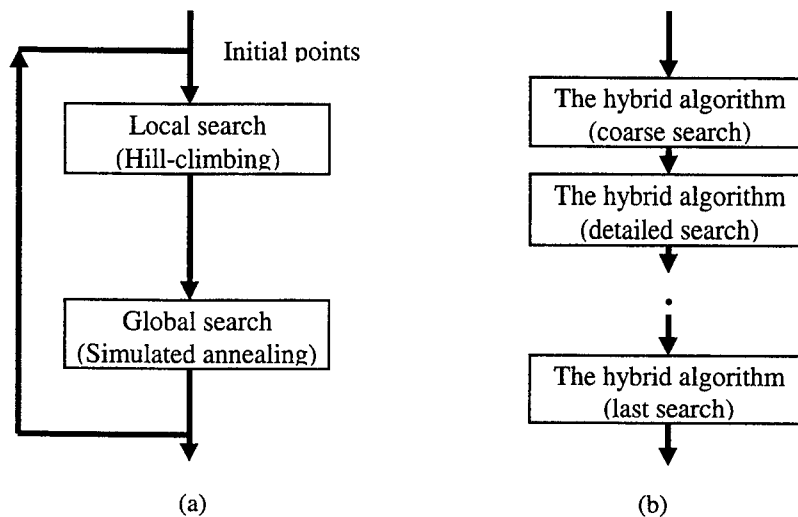 Initial points
Local search
(Hill-climbing)
Global search
(Simulated annealing)
(a)
The hybrid algorithm
(coarse search)
The hybrid algorithm
(detailed search)
The hybrid algorithm
(last search)
(b)